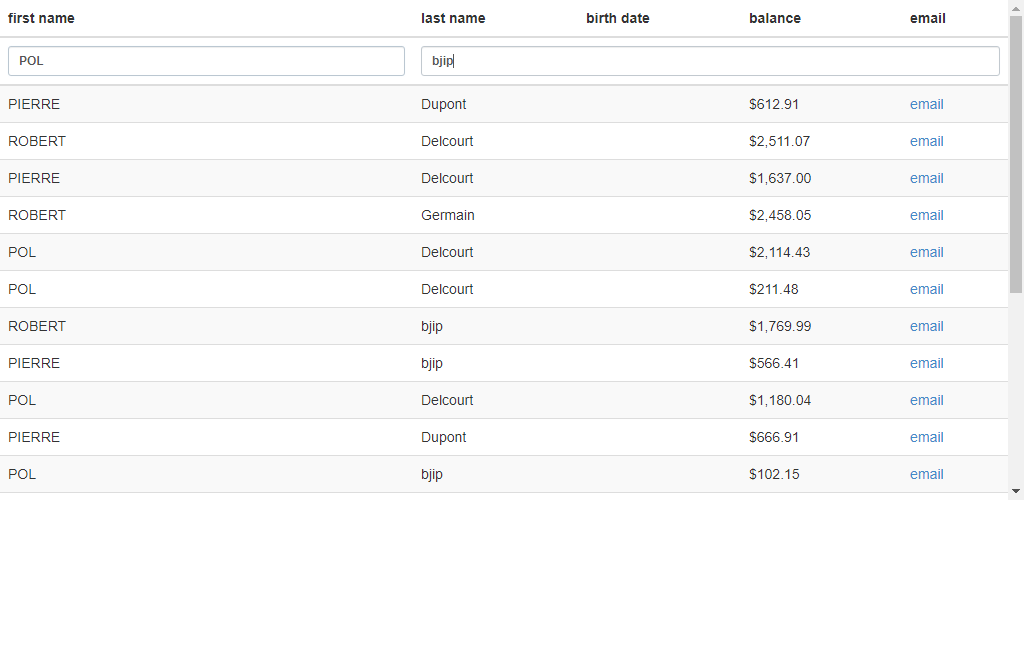 first name last name birth date balance email
POL bjip
PIERRE Dupont $612.91 email
ROBERT Delcourt $2,511.07 email
PIERRE Delcourt $1,637.00 email
ROBERT Germain $2,458.05 email
POL Delcourt $2,114.43 email
POL Delcourt $211.48 email
ROBERT bjip $1,769.99 email
PIERRE bjip $566.41 email
POL Delcourt $1,180.04 email
PIERRE Dupont $666.91 email
POL bjip $102.15 email